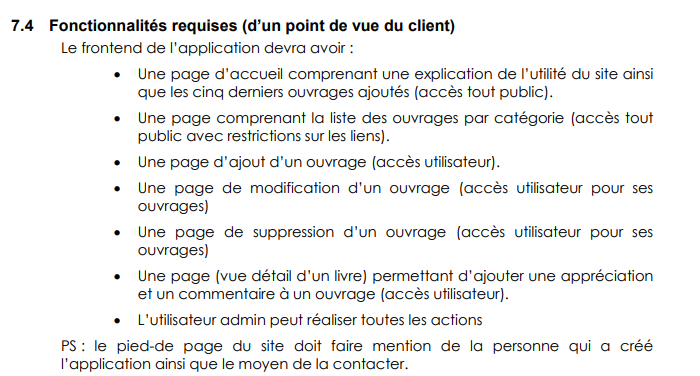 7.4 Fonctionnalités requises (d'un point de vue du client)
Le frontend de l'application devra avoir :
• Une page d'accueil comprenant une explication de l'utilité du site ainsi
que les cinq derniers ouvrages ajoutés (accès tout public).
• Une page comprenant la liste des ouvrages par catégorie (accès tout
public avec restrictions sur les liens).
• Une page d'ajout d'un ouvrage (accès utilisateur).
• Une page de modification d'un ouvrage (accès utilisateur pour ses
ouvrages)
• Une page de suppression d'un ouvrage (accès utilisateur pour ses
ouvrages)
• Une page (vue détail d'un livre) permettant d'ajouter une appréciation
et un commentaire à un ouvrage (accès utilisateur).
• L'utilisateur admin peut réaliser toutes les actions
PS : le pied-de page du site doit faire mention de la personne qui a créé
l'application ainsi que le moyen de la contacter.